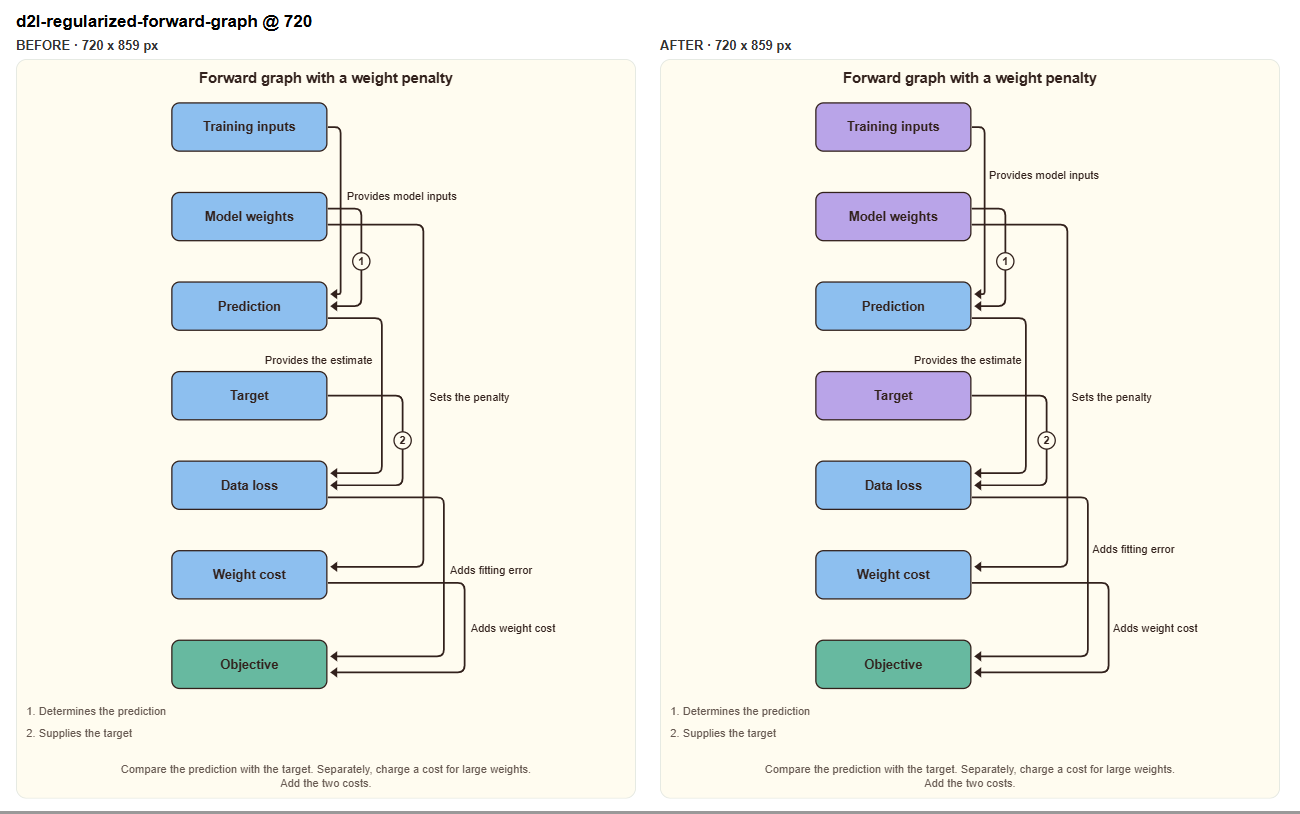 d2l-regularized-forward-graph @ 720
BEFORE · 720 x 859 px
Forward graph with a weight penalty
Training inputs
Provides model inputs
Model weights
1
Prediction
Provides the estimate
Target
Sets the penalty
2
Data loss
Adds fitting error
Weight cost
Adds weight cost
Objective
1. Determines the prediction
2. Supplies the target
Compare the prediction with the target. Separately, charge a cost for large weights.
Add the two costs.
AFTER · 720 x 859 px
Forward graph with a weight penalty
Training inputs
Provides model inputs
Model weights
1
Prediction
Provides the estimate
Target
Sets the penalty
2
Data loss
Adds fitting error
Weight cost
Adds weight cost
Objective
1. Determines the prediction
2. Supplies the target
Compare the prediction with the target. Separately, charge a cost for large weights.
Add the two costs.